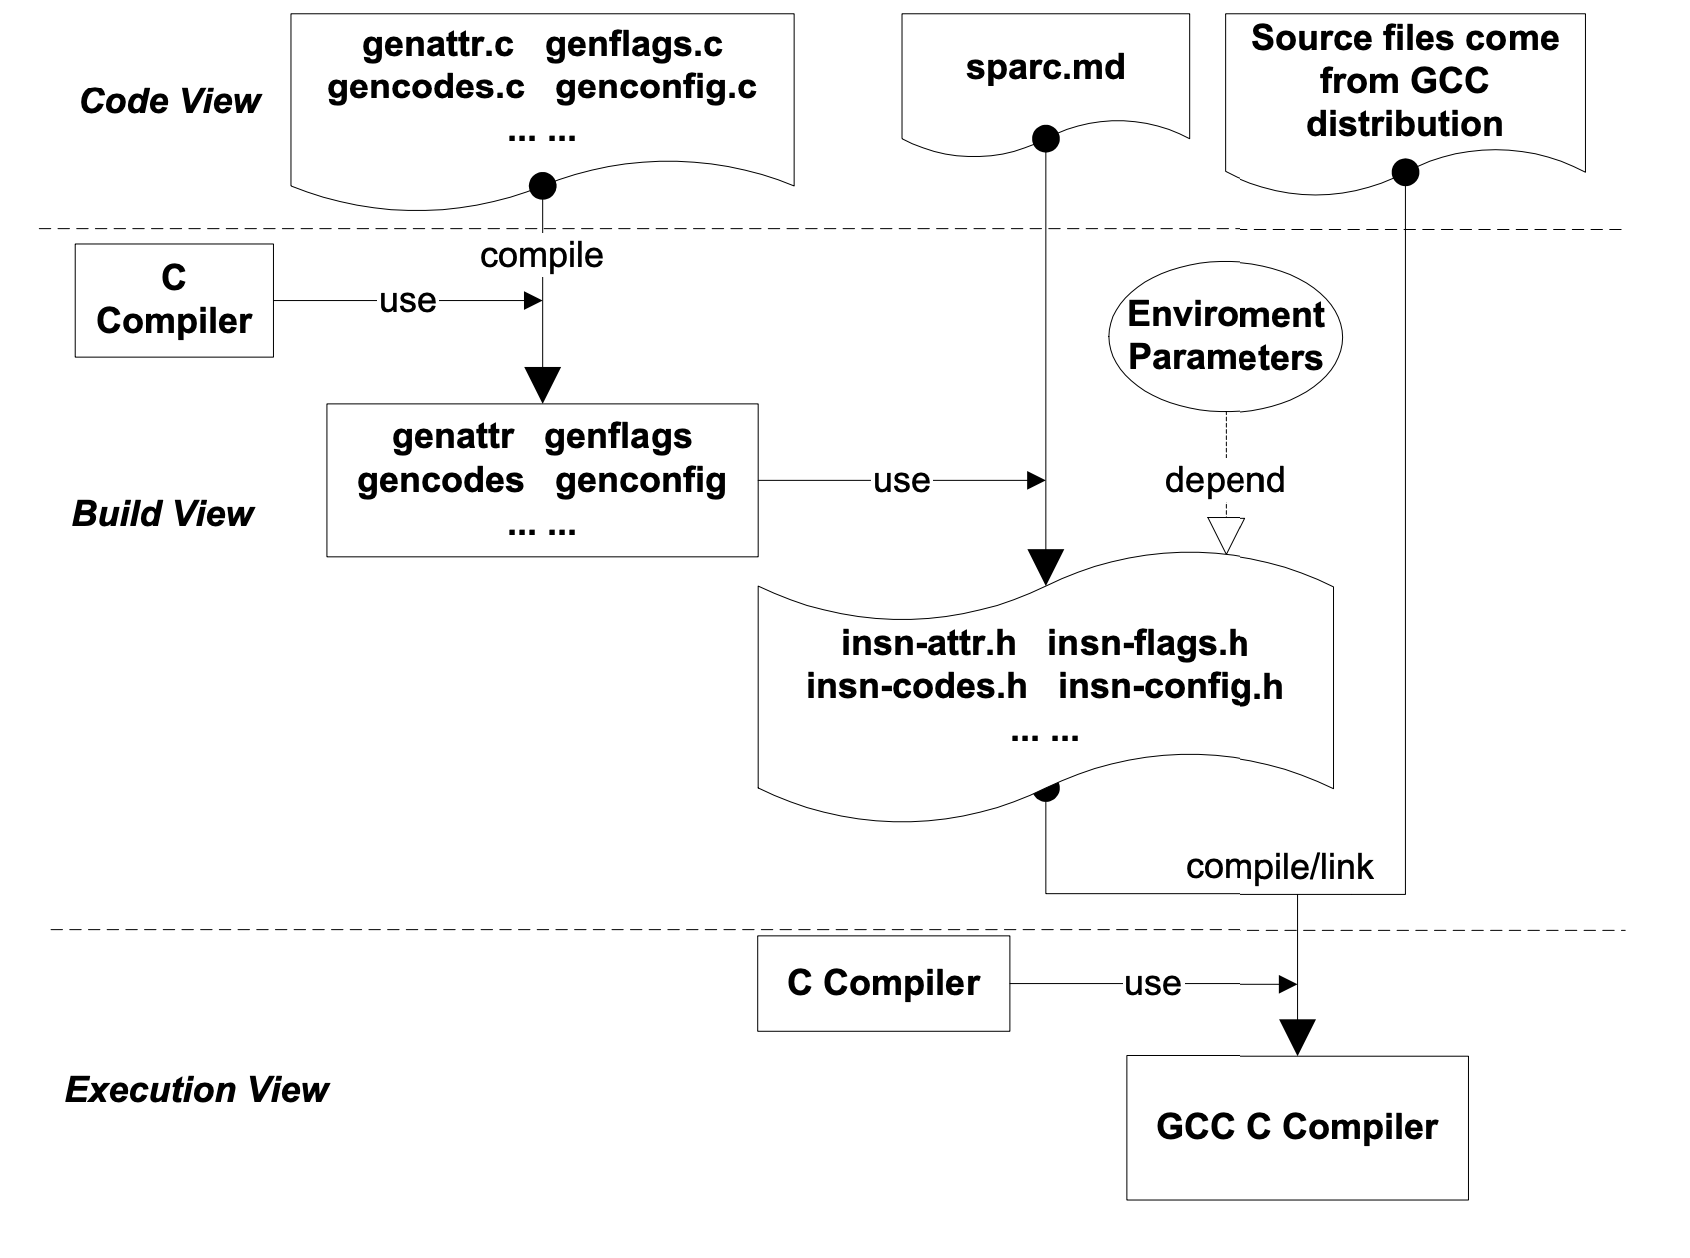 genattr.c genflags.c
gencodes.c genconfig.c
... ...
sparc.md
Source files come
from GCC
distribution
Code View
compile
C
Compiler
use
Enviroment
Parameters
genattr genflags
gencodes genconfig
... ...
use
depend
Build View
insn-attr.h insn-flags.h
insn-codes.h insn-config.h
... ...
compile/link
C Compiler
use
Execution View
GCC C Compiler